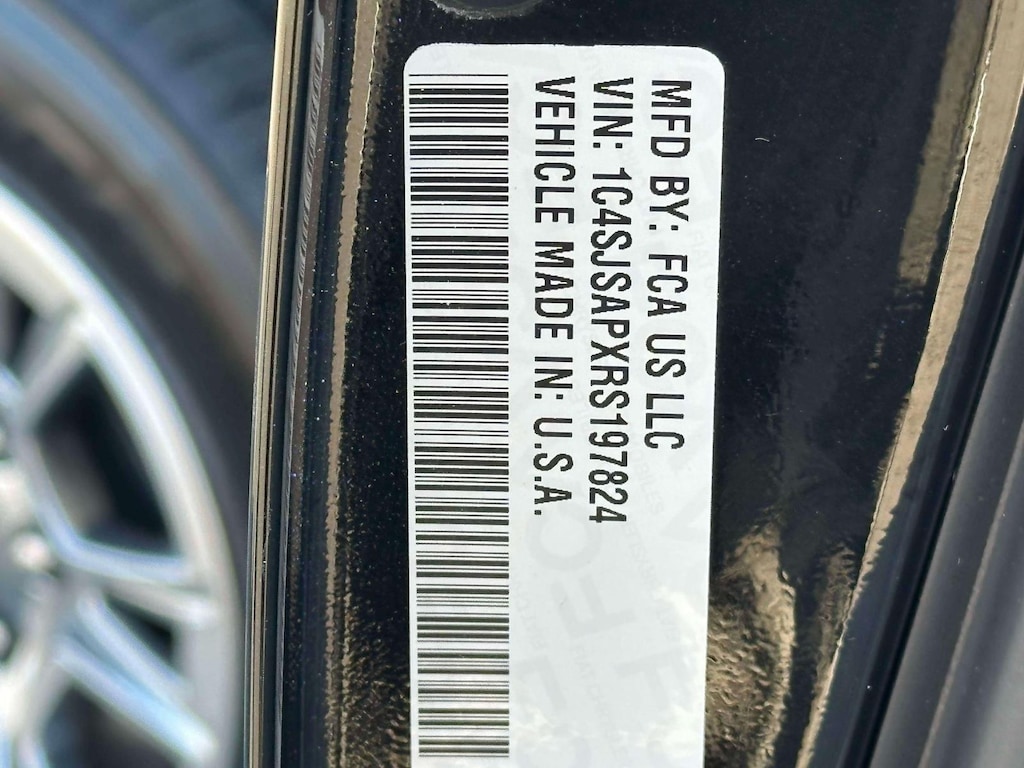 MFD BY: FCA US LLC
VIN: 1C4SJSAPXRS197824
VEHICLE MADE IN: U.S.A.